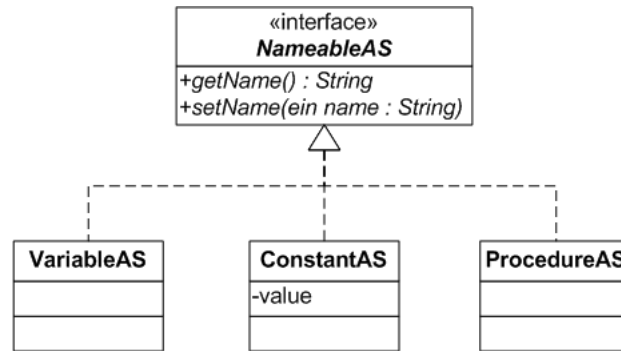 «interface»
NameableAS
+getName() : String
+setName(ein name : String)
VariableAS
ConstantAS
-value
ProcedureAS